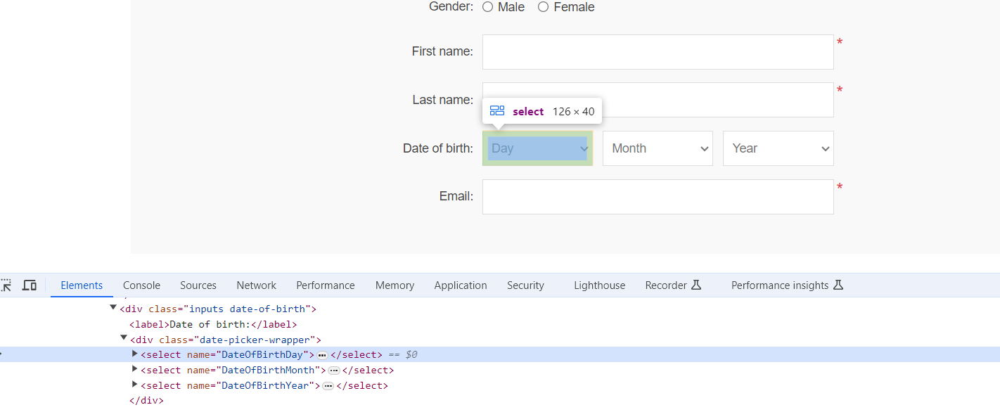 Gender: Male Female
First name: *
Last name: *
select 126 × 40
Date of birth: Day Month Year
Email: *
Elements Console Sources Network Performance Memory Application Security Lighthouse Recorder Performance insights
<div class="inputs date-of-birth">
<label>Date of birth:</label>
<div class="date-picker-wrapper">
<select name="DateOfBirthDay"> … </select> == $0
<select name="DateOfBirthMonth"> … </select>
<select name="DateOfBirthYear"> … </select>
</div>